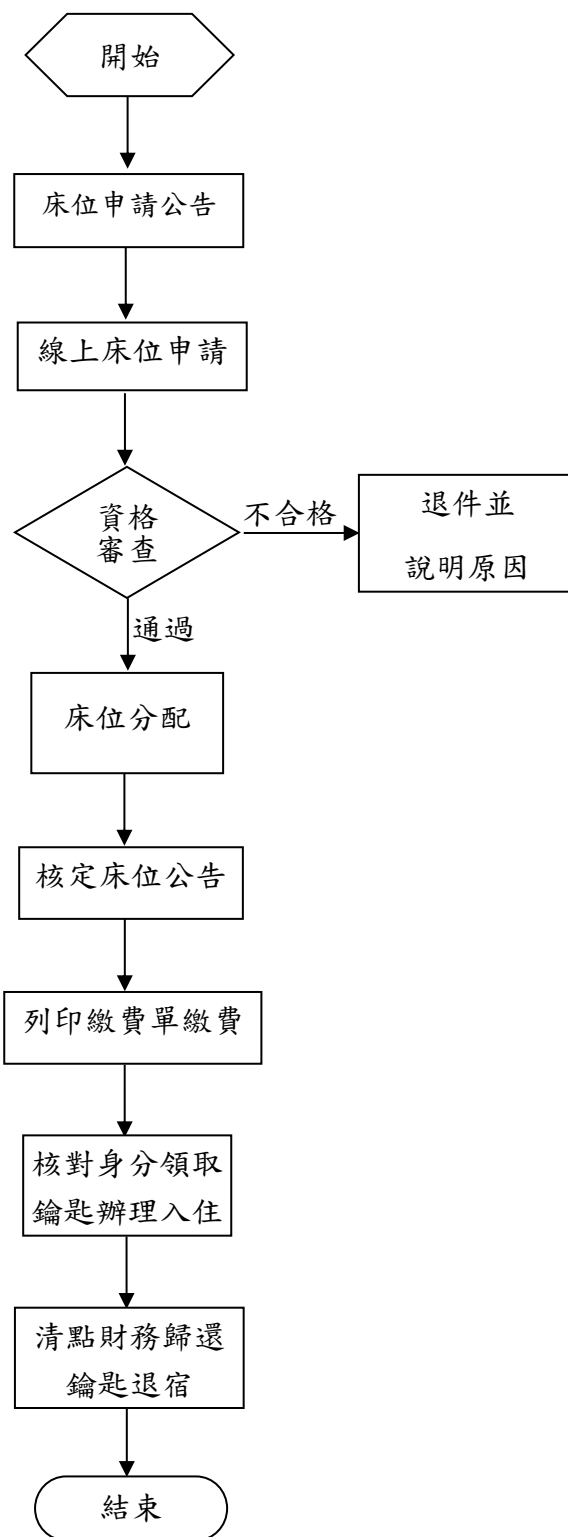 開始
床位申請公告
線上床位申請
資格
審查
不合格
退件並
說明原因
通過
床位分配
核定床位公告
列印繳費單繳費
核對身分領取
鑰匙辦理入住
清點財務歸還
鑰匙退宿
結束